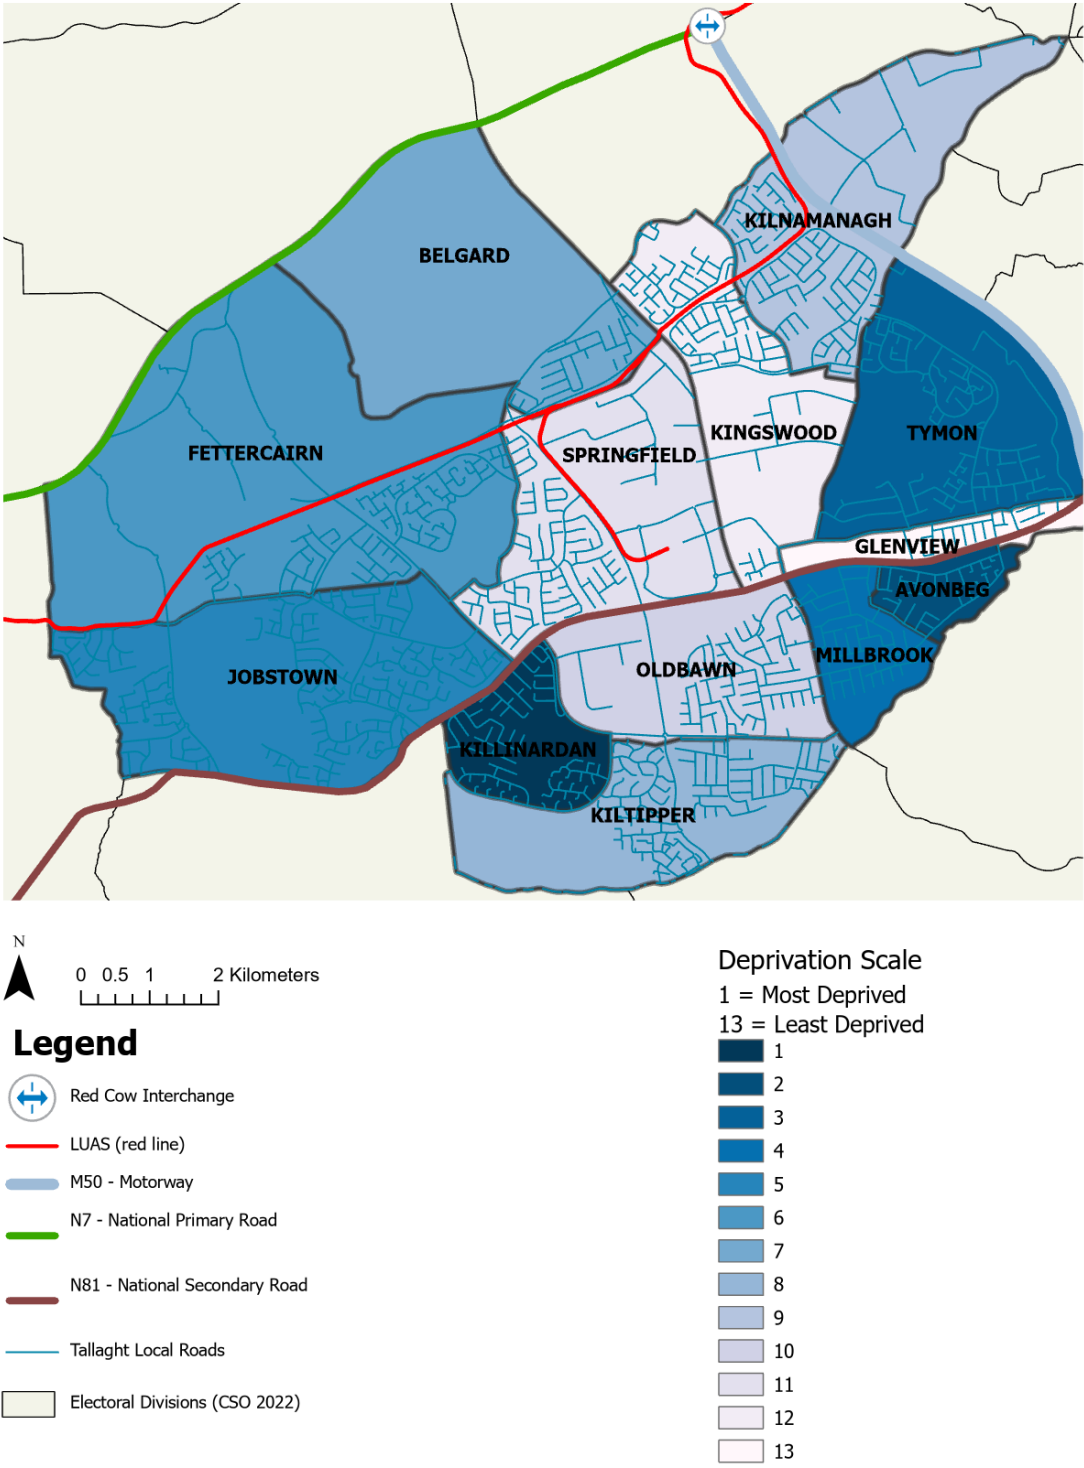 KILNAMANAGH
BELGARD
KINGSWOOD
TYMON
FETTERCAIRN
SPRINGFIELD
GLENVIEW
AVONBEG
MILLBROOK
OLDBAWN
JOBSTOWN
KILLINARDAN
KILTIPPER
N
0 0.5 1 2 Kilometers
Legend
Red Cow Interchange
LUAS (red line)
M50 - Motorway
N7 - National Primary Road
N81 - National Secondary Road
Tallaght Local Roads
Electoral Divisions (CSO 2022)
Deprivation Scale
1 = Most Deprived
13 = Least Deprived
1
2
3
4
5
6
7
8
9
10
11
12
13